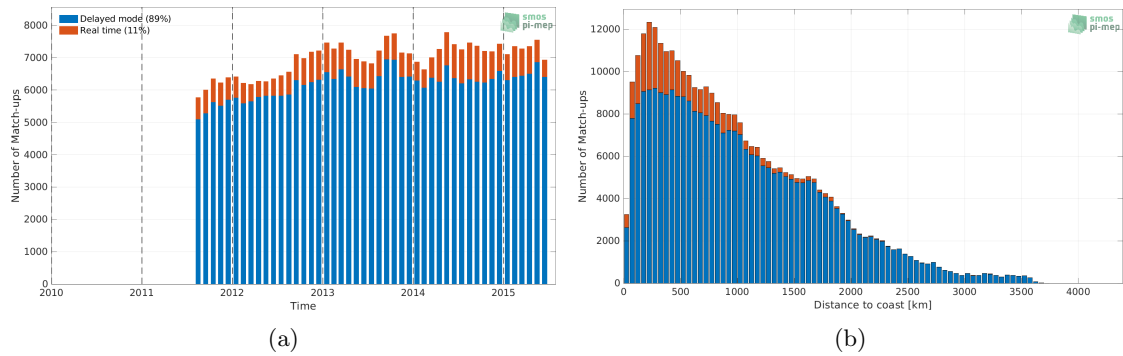 Delayed mode (89%)
Real time (11%)
smos
pi-mep
8000
7000
6000
5000
4000
3000
2000
1000
0
Number of Match-ups
2010
2011
2012
2013
2014
2015
Time
(a)
smos
pi-mep
12000
10000
8000
6000
4000
2000
0
Number of Match-ups
0
500
1000
1500
2000
2500
3000
3500
4000
Distance to coast [km]
(b)